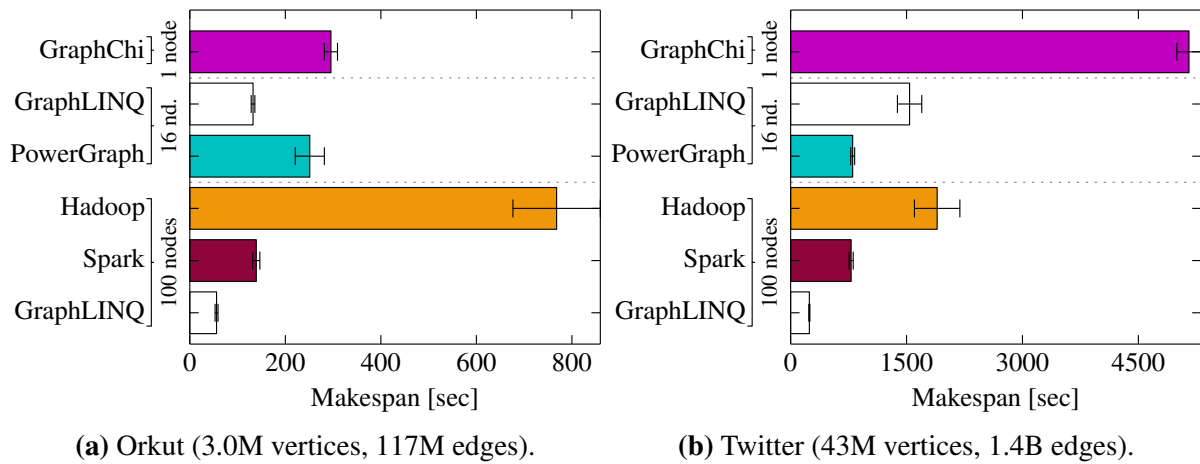 GraphChi
GraphLINQ
PowerGraph
Hadoop
Spark
GraphLINQ
1 node
16 nd.
100 nodes
0 200 400 600 800
Makespan [sec]
(a) Orkut (3.0M vertices, 117M edges).
GraphChi
GraphLINQ
PowerGraph
Hadoop
Spark
GraphLINQ
1 node
16 nd.
100 nodes
0 1500 3000 4500
Makespan [sec]
(b) Twitter (43M vertices, 1.4B edges).